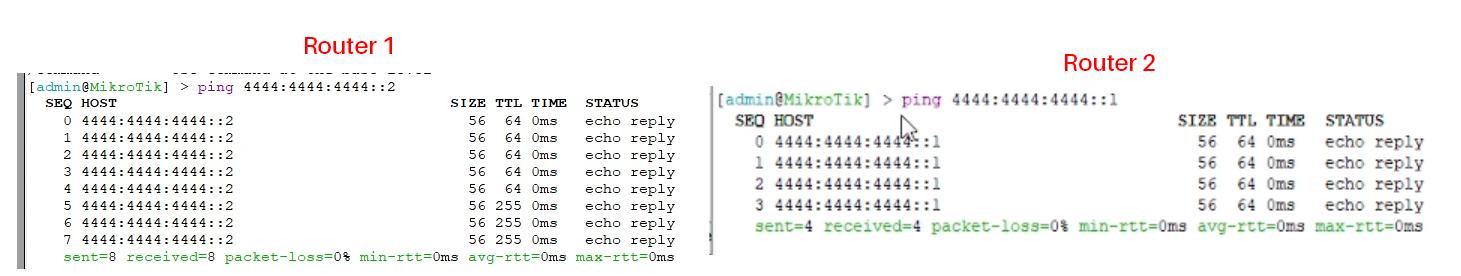 Router 1
[admin@MikroTik] > ping 4444:4444:4444::2
SEQ HOST SIZE TTL TIME STATUS
0 4444:4444:4444::2 56 64 0ms echo reply
1 4444:4444:4444::2 56 64 0ms echo reply
2 4444:4444:4444::2 56 64 0ms echo reply
3 4444:4444:4444::2 56 64 0ms echo reply
4 4444:4444:4444::2 56 64 0ms echo reply
5 4444:4444:4444::2 56 255 0ms echo reply
6 4444:4444:4444::2 56 255 0ms echo reply
7 4444:4444:4444::2 56 255 0ms echo reply
sent=8 received=8 packet-loss=0% min-rtt=0ms avg-rtt=0ms max-rtt=0ms
Router 2
[admin@MikroTik] > ping 4444:4444:4444::1
SEQ HOST SIZE TTL TIME STATUS
0 4444:4444:4444::1 56 64 0ms echo reply
1 4444:4444:4444::1 56 64 0ms echo reply
2 4444:4444:4444::1 56 64 0ms echo reply
3 4444:4444:4444::1 56 64 0ms echo reply
sent=4 received=4 packet-loss=0% min-rtt=0ms avg-rtt=0ms max-rtt=0ms